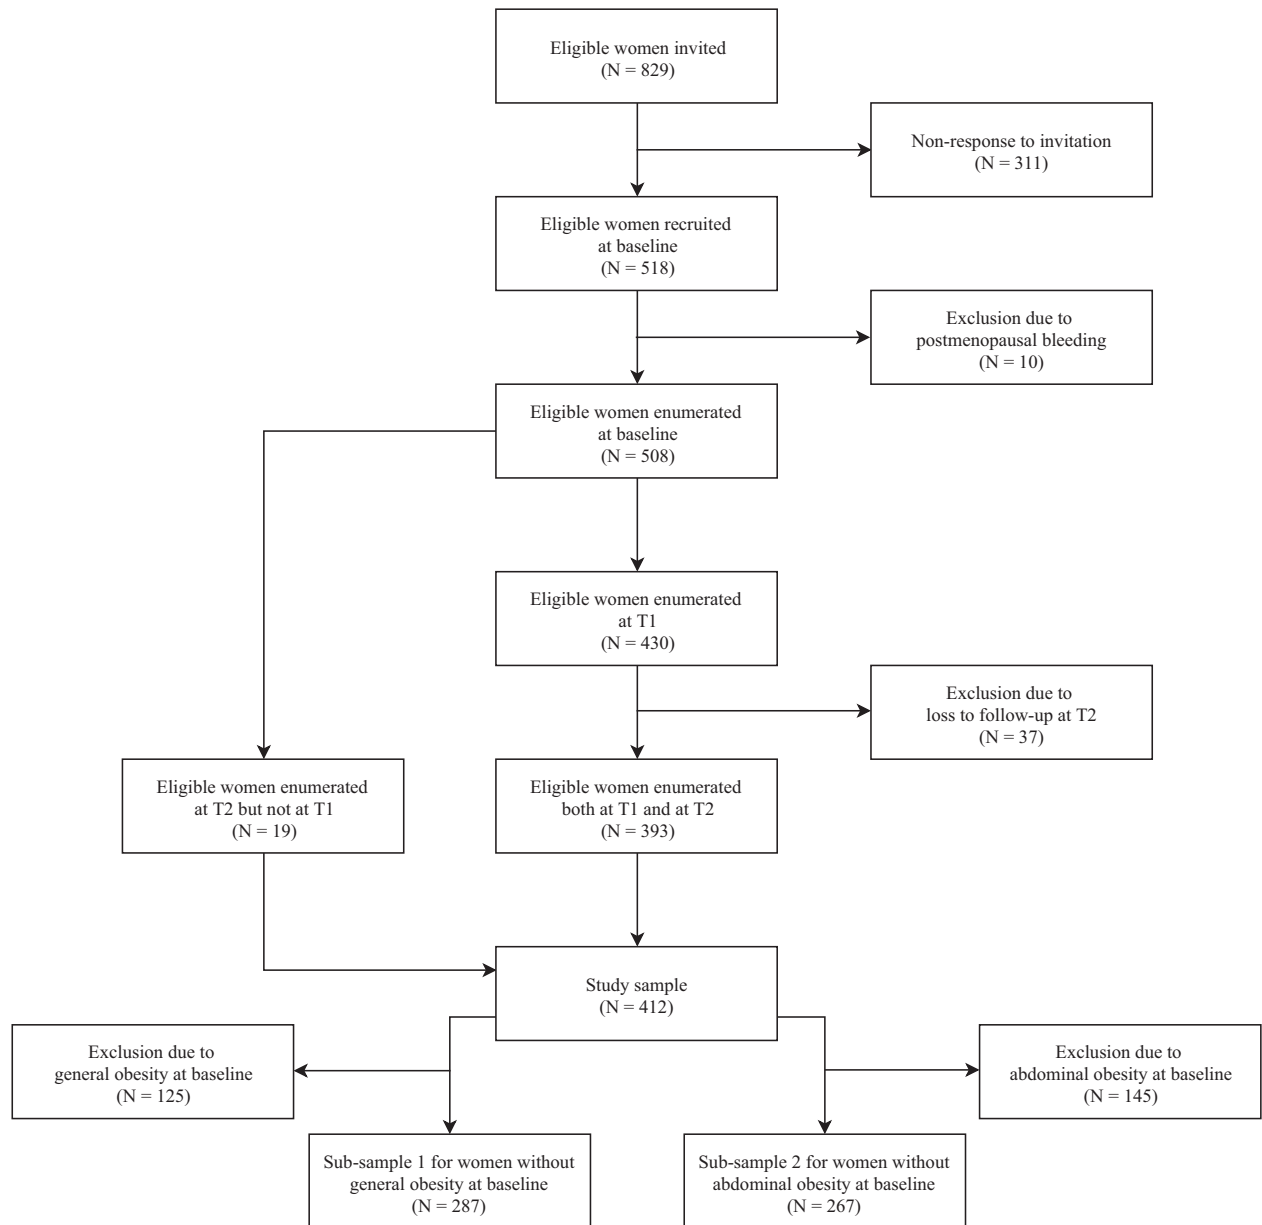 Eligible women invited
(N = 829)
Non-response to invitation
(N = 311)
Eligible women recruited
at baseline
(N = 518)
Exclusion due to
postmenopausal bleeding
(N = 10)
Eligible women enumerated
at baseline
(N = 508)
Eligible women enumerated
at T1
(N = 430)
Exclusion due to
loss to follow-up at T2
(N = 37)
Eligible women enumerated
at T2 but not at T1
(N = 19)
Eligible women enumerated
both at T1 and at T2
(N = 393)
Study sample
(N = 412)
Exclusion due to
general obesity at baseline
(N = 125)
Exclusion due to
abdominal obesity at baseline
(N = 145)
Sub-sample 1 for women without
general obesity at baseline
(N = 287)
Sub-sample 2 for women without
abdominal obesity at baseline
(N = 267)